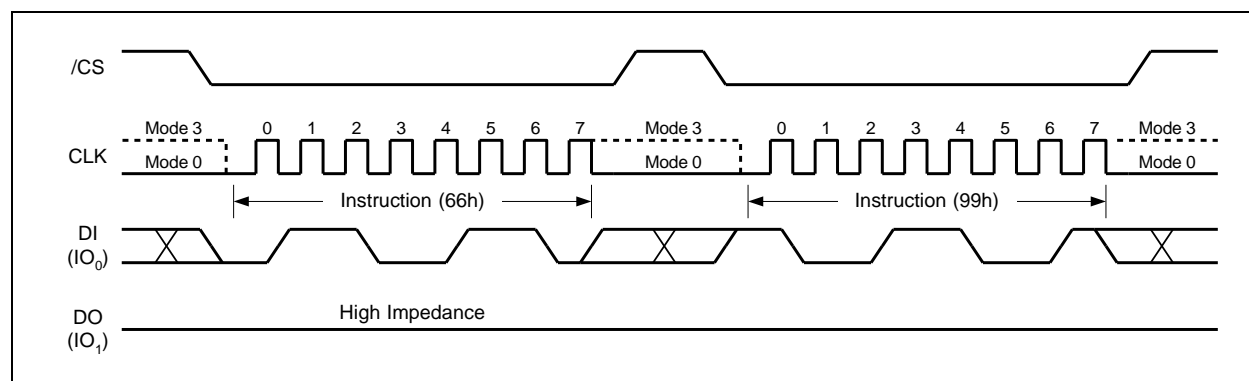 /CS
Mode 3 0 1 2 3 4 5 6 7 Mode 3 0 1 2 3 4 5 6 7 Mode 3
CLK Mode 0 Mode 0 Mode 0
Instruction (66h) Instruction (99h)
DI
(IO₀)
High Impedance
DO
(IO₁)